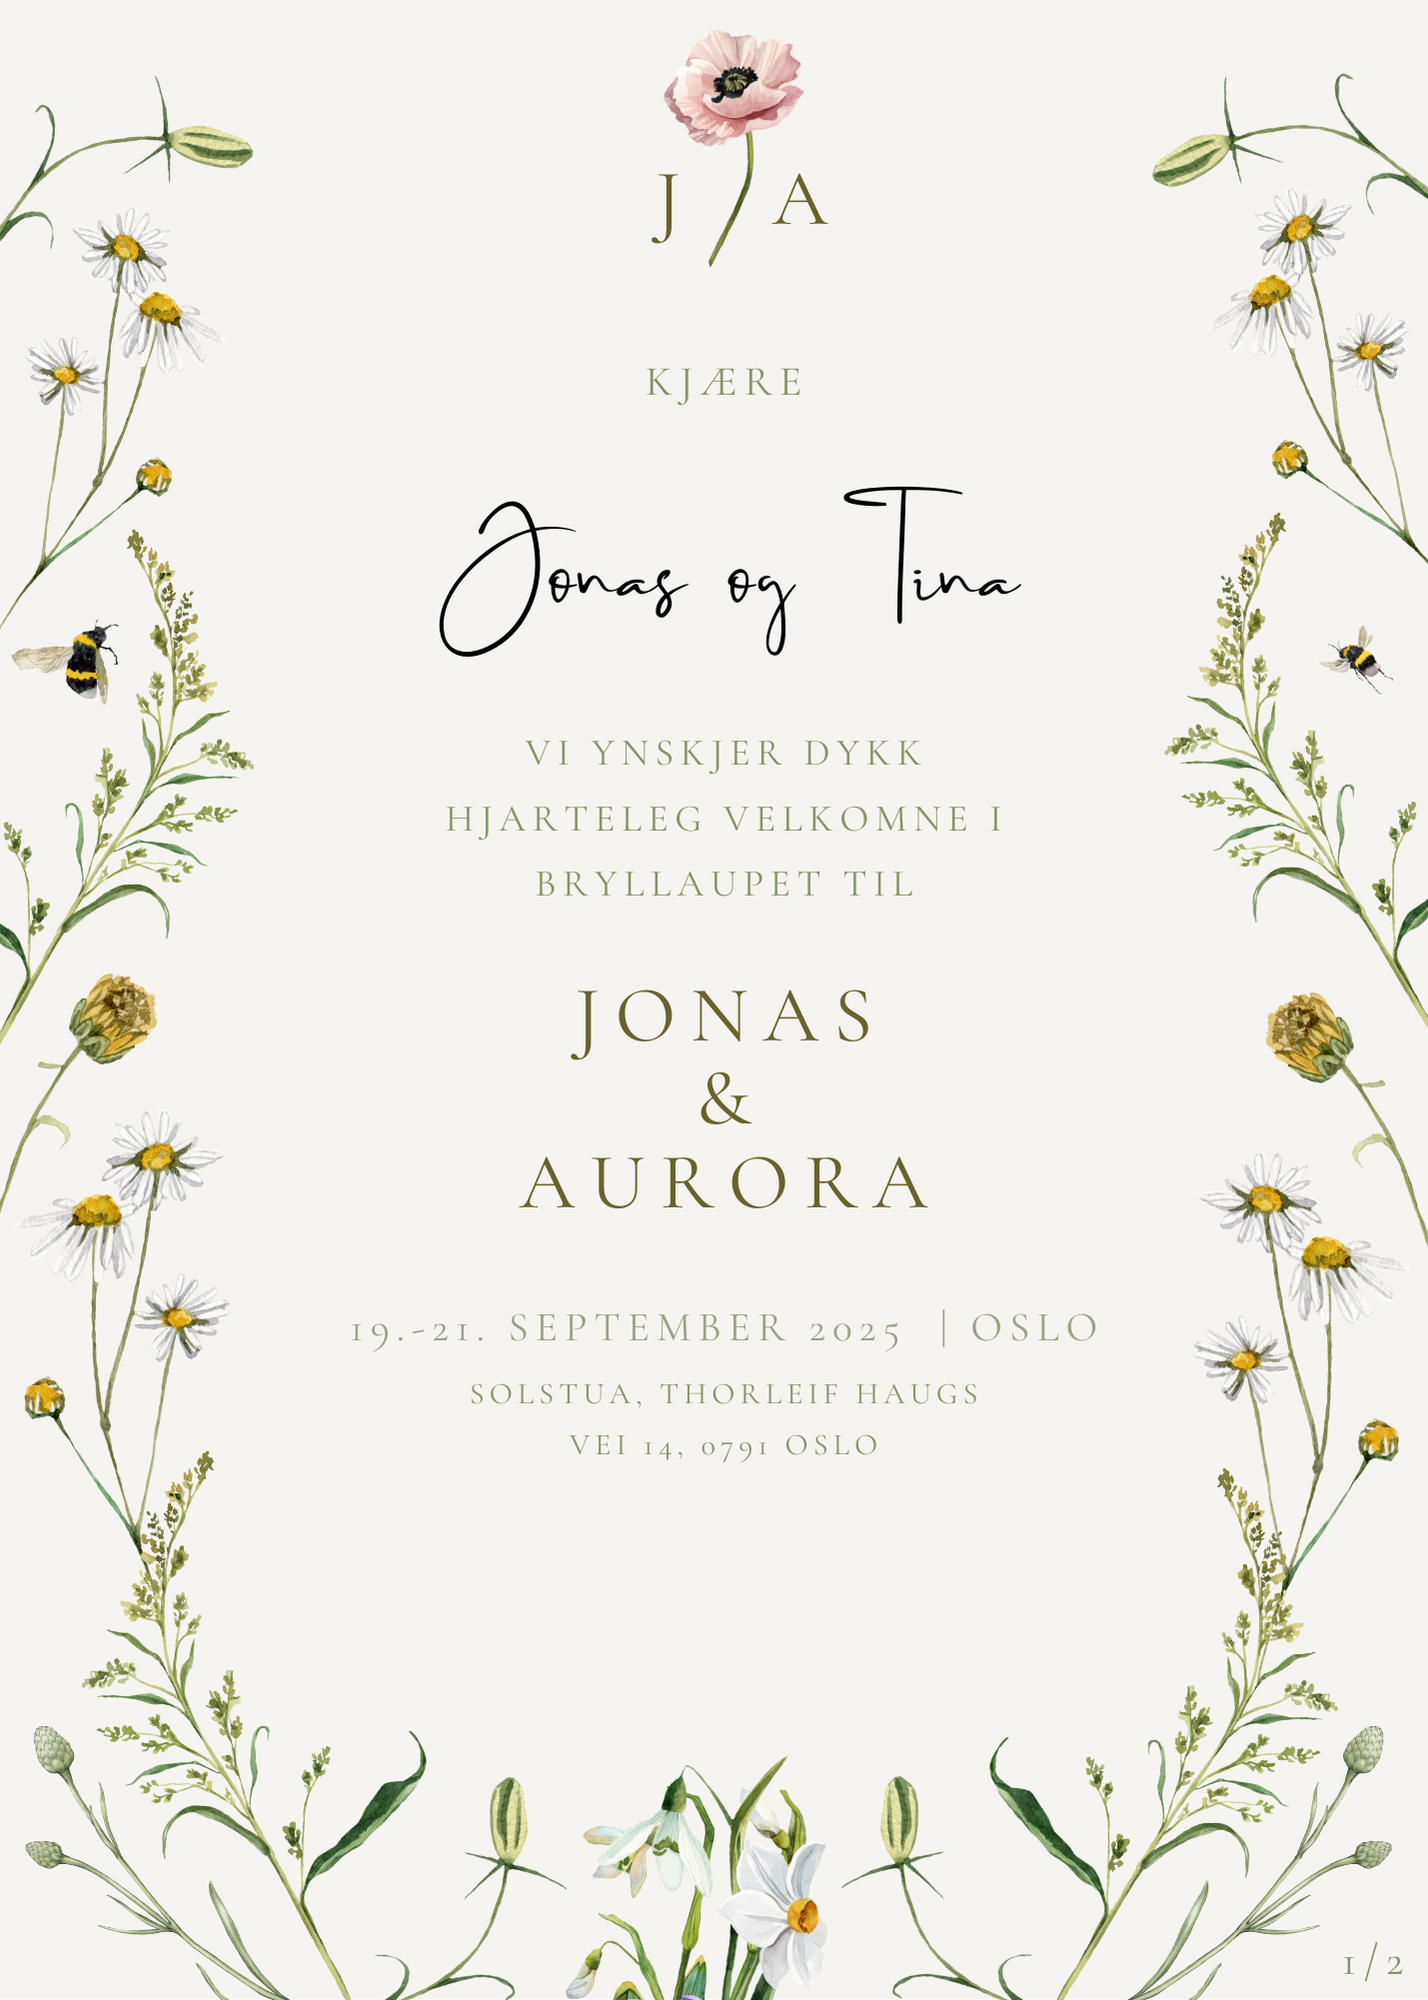 J A
KJÆRE
Jonas og Tina
VI YNSKJER DYKK
HJARTELEG VELKOMNE I
BRYLLAUPET TIL
JONAS
&
AURORA
19.-21. SEPTEMBER 2025 | OSLO
SOLSTUA, THORLEIF HAUGS
VEI 14, 0791 OSLO
1/2